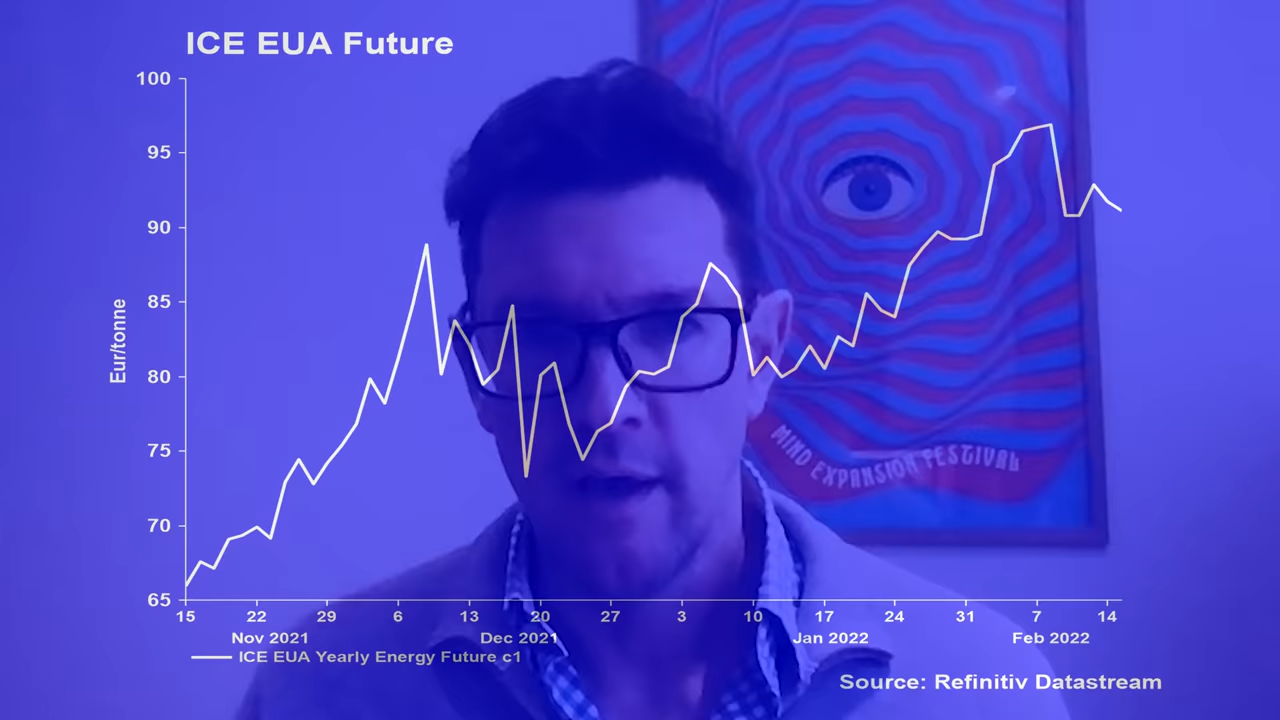 ICE EUA Future
100
95
90
85
80
75
70
65
Eur/tonne
15 22 29 6 13 20 27 3 10 17 24 31 7 14
Nov 2021 Dec 2021 Jan 2022 Feb 2022
ICE EUA Yearly Energy Future c1
Source: Refinitiv Datastream
MIND EXPANSION FESTIVAL